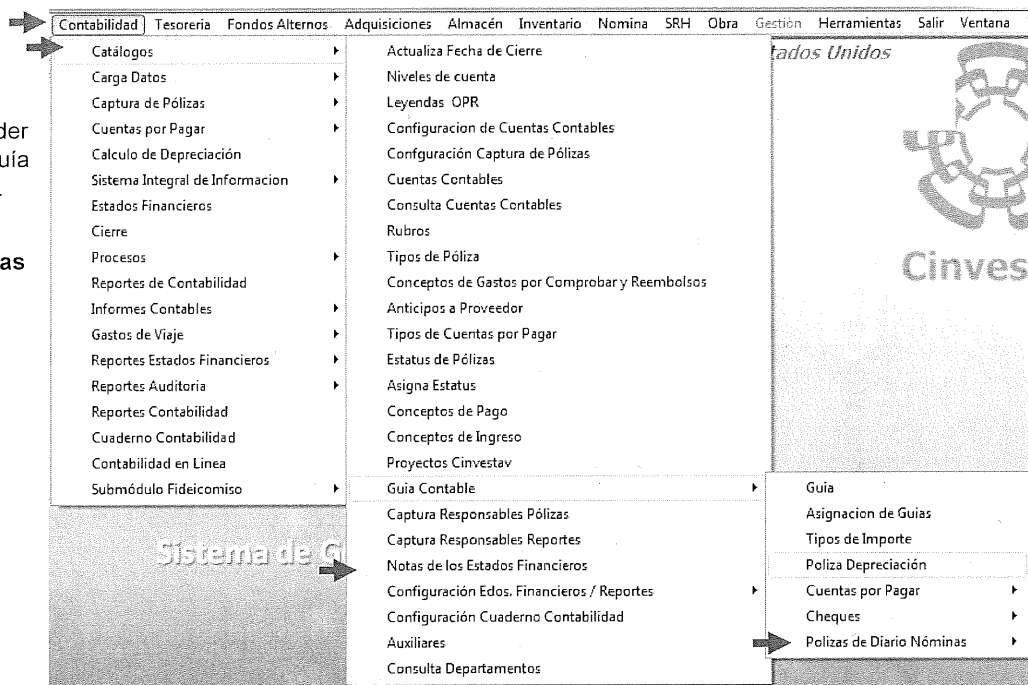 Contabilidad Tesoreria Fondos Alternos Adquisiciones Almacén Inventario Nomina SRH Obra Gestión Herramientas Salir Ventana
Catálogos
Carga Datos
Captura de Pólizas
Cuentas por Pagar
Calculo de Depreciación
Sistema Integral de Informacion
Estados Financieros
Cierre
Procesos
Reportes de Contabilidad
Informes Contables
Gastos de Viaje
Reportes Estados Financieros
Reportes Auditoria
Reportes Contabilidad
Cuaderno Contabilidad
Contabilidad en Linea
Submódulo Fideicomiso
Actualiza Fecha de Cierre
Niveles de cuenta
Leyendas OPR
Configuracion de Cuentas Contables
Confguración Captura de Pólizas
Cuentas Contables
Consulta Cuentas Contables
Rubros
Tipos de Póliza
Conceptos de Gastos por Comprobar y Reembolsos
Anticipos a Proveedor
Tipos de Cuentas por Pagar
Estatus de Pólizas
Asigna Estatus
Conceptos de Pago
Conceptos de Ingreso
Proyectos Cinvestav
Guia Contable
Captura Responsables Pólizas
Captura Responsables Reportes
Notas de los Estados Financieros
Configuración Edos. Financieros / Reportes
Configuración Cuaderno Contabilidad
Auxiliares
Consulta Departamentos
Guia
Asignacion de Guias
Tipos de Importe
Poliza Depreciación
Cuentas por Pagar
Cheques
Polizas de Diario Nóminas
tados Unidos
Cinves
Sistema de G
der
uía
as